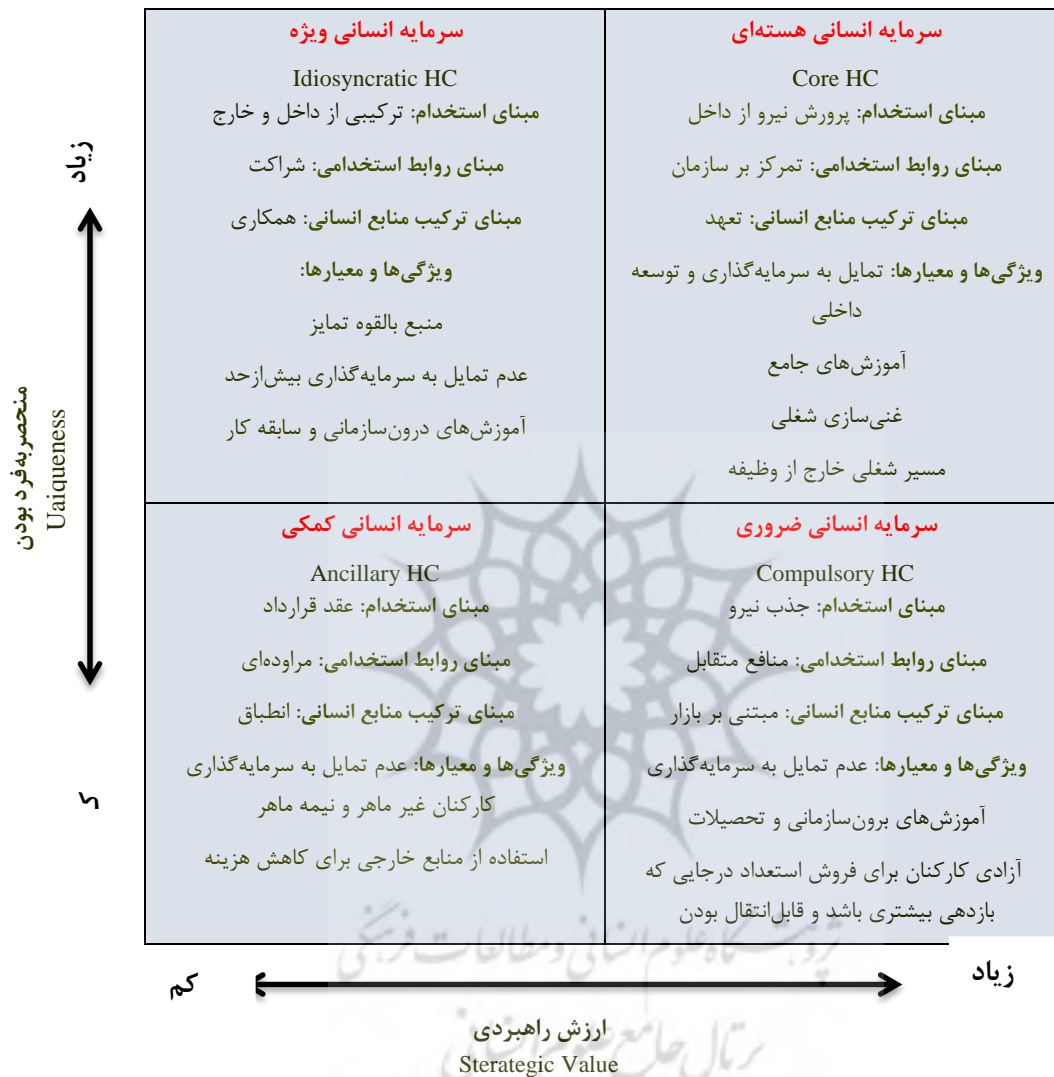 سرمایه انسانی هسته‌ای
Core HC
مبنای استخدام: پرورش نیرو از داخل
مبنای روابط استخدامی: تمرکز بر سازمان
مبنای ترکیب منابع انسانی: تعهد
ویژگی‌ها و معیارها: تمایل به سرمایه‌گذاری و توسعه
داخلی
آموزش‌های جامع
غنی‌سازی شغلی
مسیر شغلی خارج از وظیفه
سرمایه انسانی ویژه
Idiosyncratic HC
مبنای استخدام: ترکیبی از داخل و خارج
مبنای روابط استخدامی: شراکت
مبنای ترکیب منابع انسانی: همکاری
ویژگی‌ها و معیارها:
منبع بالقوه تمایز
عدم تمایل به سرمایه‌گذاری بیش‌ازحد
آموزش‌های درون‌سازمانی و سابقه کار
زیاد
منحصربه‌فرد بودن
Uaiqueness
ک
سرمایه انسانی ضروری
Compulsory HC
مبنای استخدام: جذب نیرو
مبنای روابط استخدامی: منافع متقابل
مبنای ترکیب منابع انسانی: مبتنی بر بازار
ویژگی‌ها و معیارها: عدم تمایل به سرمایه‌گذاری
آموزش‌های برون‌سازمانی و تحصیلات
آزادی کارکنان برای فروش استعداد درجایی که
بازدهی بیشتری باشد و قابل‌انتقال بودن
سرمایه انسانی کمکی
Ancillary HC
مبنای استخدام: عقد قرارداد
مبنای روابط استخدامی: مراوده‌ای
مبنای ترکیب منابع انسانی: انطباق
ویژگی‌ها و معیارها: عدم تمایل به سرمایه‌گذاری
کارکنان غیر ماهر و نیمه ماهر
استفاده از منابع خارجی برای کاهش هزینه
پژوهشگاه علوم انسانی و مطالعات فرهنگی
زیاد
کم
ارزش راهبردی
Sterategic Value
پرتال جامع علوم انسانی